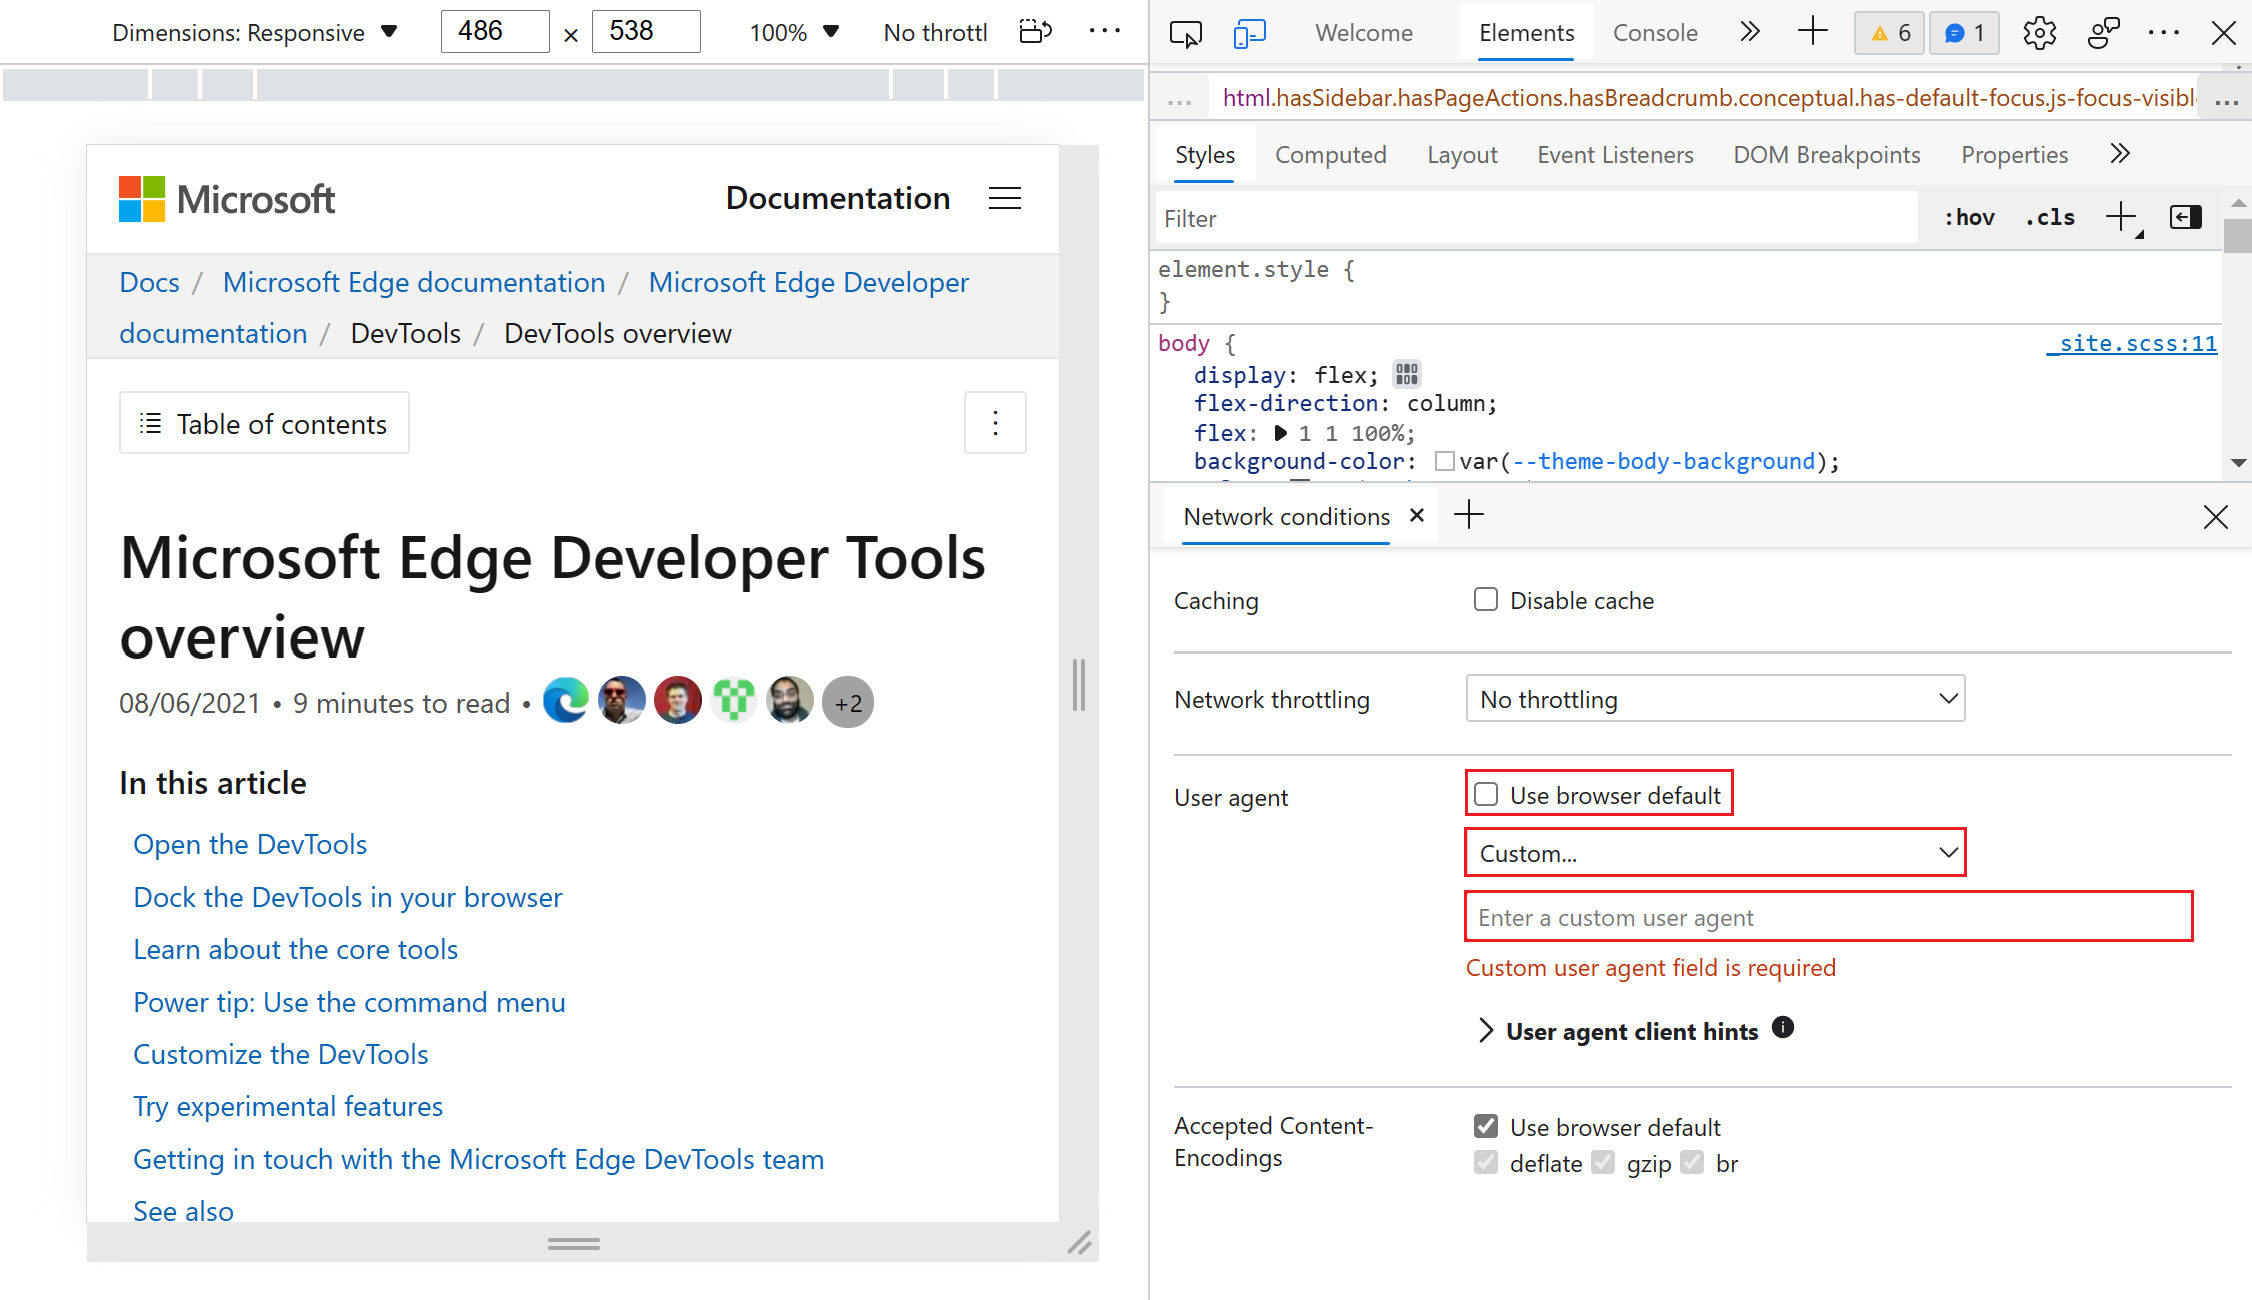 Dimensions: Responsive 486 × 538 100% No throttl
Microsoft Documentation
Docs / Microsoft Edge documentation / Microsoft Edge Developer
documentation / DevTools / DevTools overview
Table of contents
Microsoft Edge Developer Tools
overview
08/06/2021 • 9 minutes to read • +2
In this article
Open the DevTools
Dock the DevTools in your browser
Learn about the core tools
Power tip: Use the command menu
Customize the DevTools
Try experimental features
Getting in touch with the Microsoft Edge DevTools team
See also
Welcome Elements Console 6 1
... html.hasSidebar.hasPageActions.hasBreadcrumb.conceptual.has-default-focus.js-focus-visibl ...
Styles Computed Layout Event Listeners DOM Breakpoints Properties
Filter :hov .cls
element.style {
}
body { _site.scss:11
display: flex;
flex-direction: column;
flex: 1 1 100%;
background-color: var(--theme-body-background);
Network conditions
Caching Disable cache
Network throttling No throttling
User agent Use browser default
Custom...
Enter a custom user agent
Custom user agent field is required
User agent client hints
Accepted Content- Use browser default
Encodings deflate gzip br